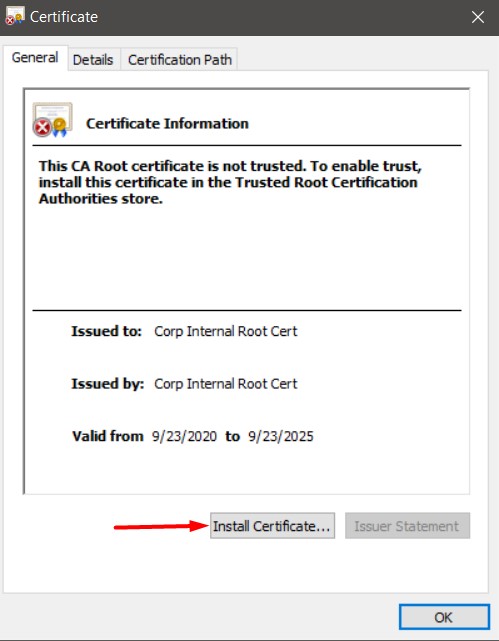 Certificate
General Details Certification Path
Certificate Information
This CA Root certificate is not trusted. To enable trust,
install this certificate in the Trusted Root Certification
Authorities store.
Issued to: Corp Internal Root Cert
Issued by: Corp Internal Root Cert
Valid from 9/23/2020 to 9/23/2025
Install Certificate... Issuer Statement
OK